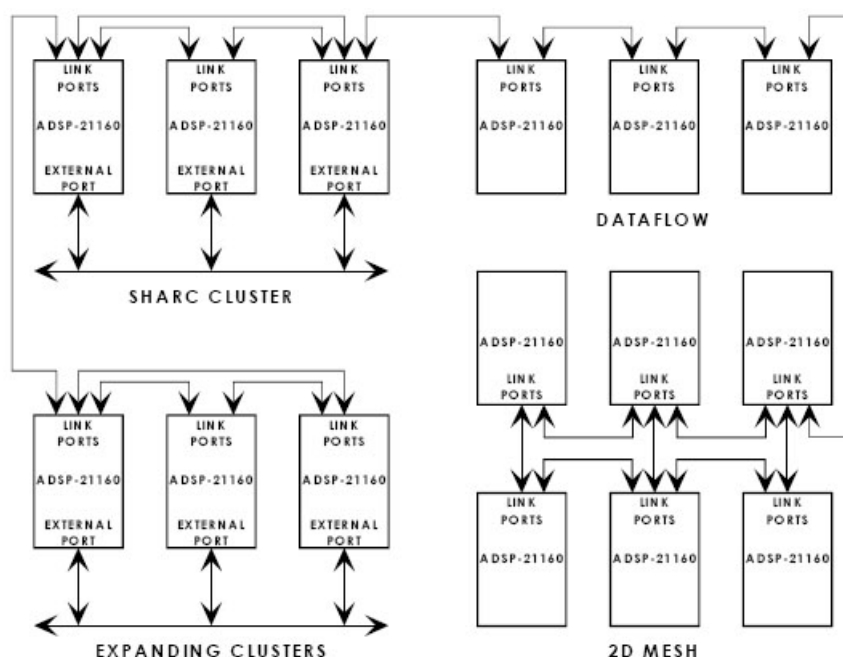 LINK
PORTS
ADSP-21160
EXTERNAL
PORT
LINK
PORTS
ADSP-21160
EXTERNAL
PORT
LINK
PORTS
ADSP-21160
EXTERNAL
PORT
SHARC CLUSTER
LINK
PORTS
ADSP-21160
LINK
PORTS
ADSP-21160
LINK
PORTS
ADSP-21160
DATAFLOW
LINK
PORTS
ADSP-21160
EXTERNAL
PORT
LINK
PORTS
ADSP-21160
EXTERNAL
PORT
LINK
PORTS
ADSP-21160
EXTERNAL
PORT
EXPANDING CLUSTERS
ADSP-21160
LINK
PORTS
ADSP-21160
LINK
PORTS
ADSP-21160
LINK
PORTS
LINK
PORTS
ADSP-21160
LINK
PORTS
ADSP-21160
LINK
PORTS
ADSP-21160
2D MESH